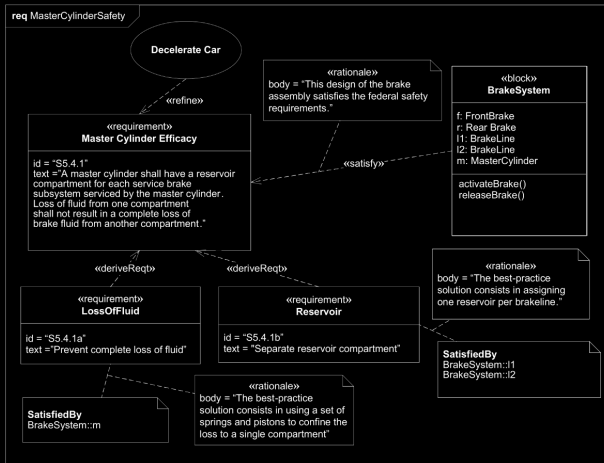 req MasterCylinderSafety
Decelerate Car
«refine»
«rationale»
body = “This design of the brake
assembly satisfies the federal safety
requirements.”
«block»
BrakeSystem
f: FrontBrake
r: Rear Brake
l1: BrakeLine
l2: BrakeLine
m: MasterCylinder
activateBrake()
releaseBrake()
«requirement»
Master Cylinder Efficacy
id = “S5.4.1”
text =“A master cylinder shall have a reservoir
compartment for each service brake
subsystem serviced by the master cylinder.
Loss of fluid from one compartment
shall not result in a complete loss of
brake fluid from another compartment.”
«satisfy»
«deriveReqt»
«deriveReqt»
«rationale»
body = “The best-practice
solution consists in assigning
one reservoir per brakeline.”
«requirement»
LossOfFluid
id = “S5.4.1a”
text =“Prevent complete loss of fluid”
«requirement»
Reservoir
id = “S5.4.1b”
text = “Separate reservoir compartment”
SatisfiedBy
BrakeSystem::l1
BrakeSystem::l2
SatisfiedBy
BrakeSystem::m
«rationale»
body = “The best-practice
solution consists in using a set of
springs and pistons to confine the
loss to a single compartment”